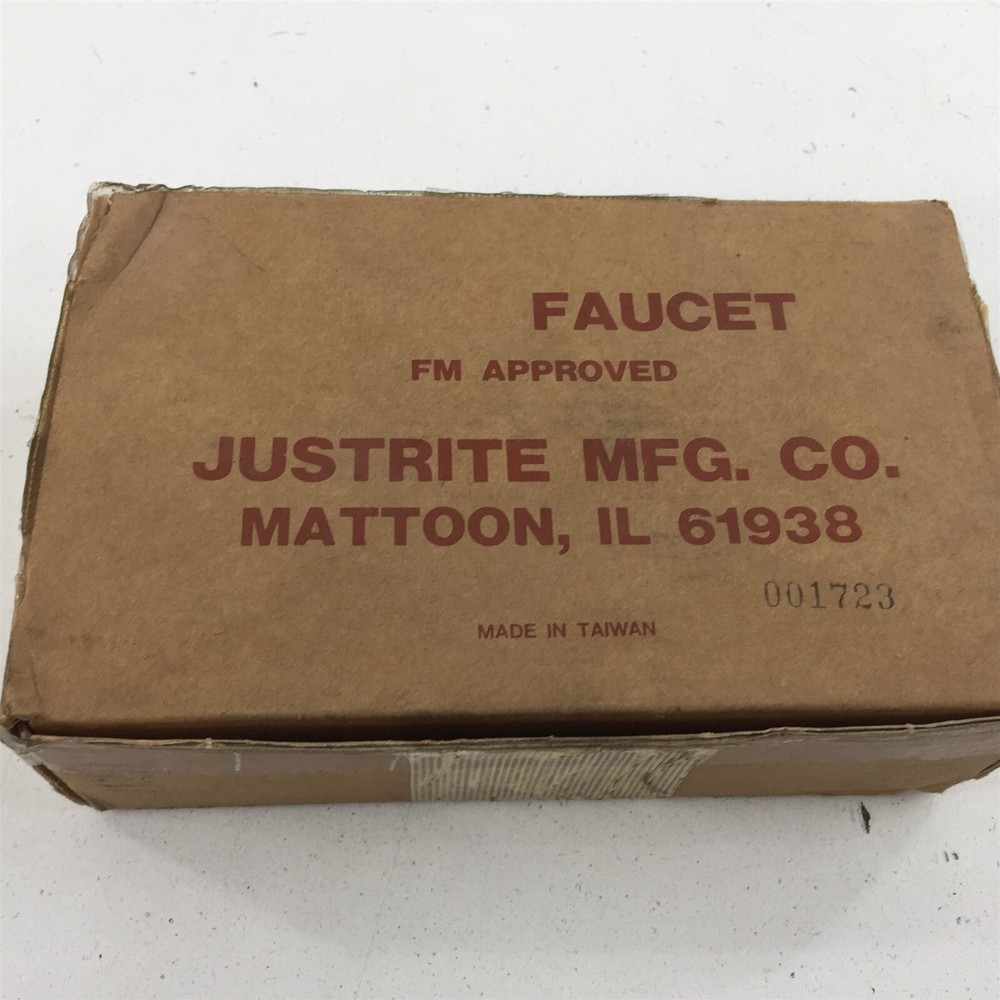 FAUCET
FM APPROVED
JUSTRITE MFG. CO.
MATTOON, IL 61938
001723
MADE IN TAIWAN